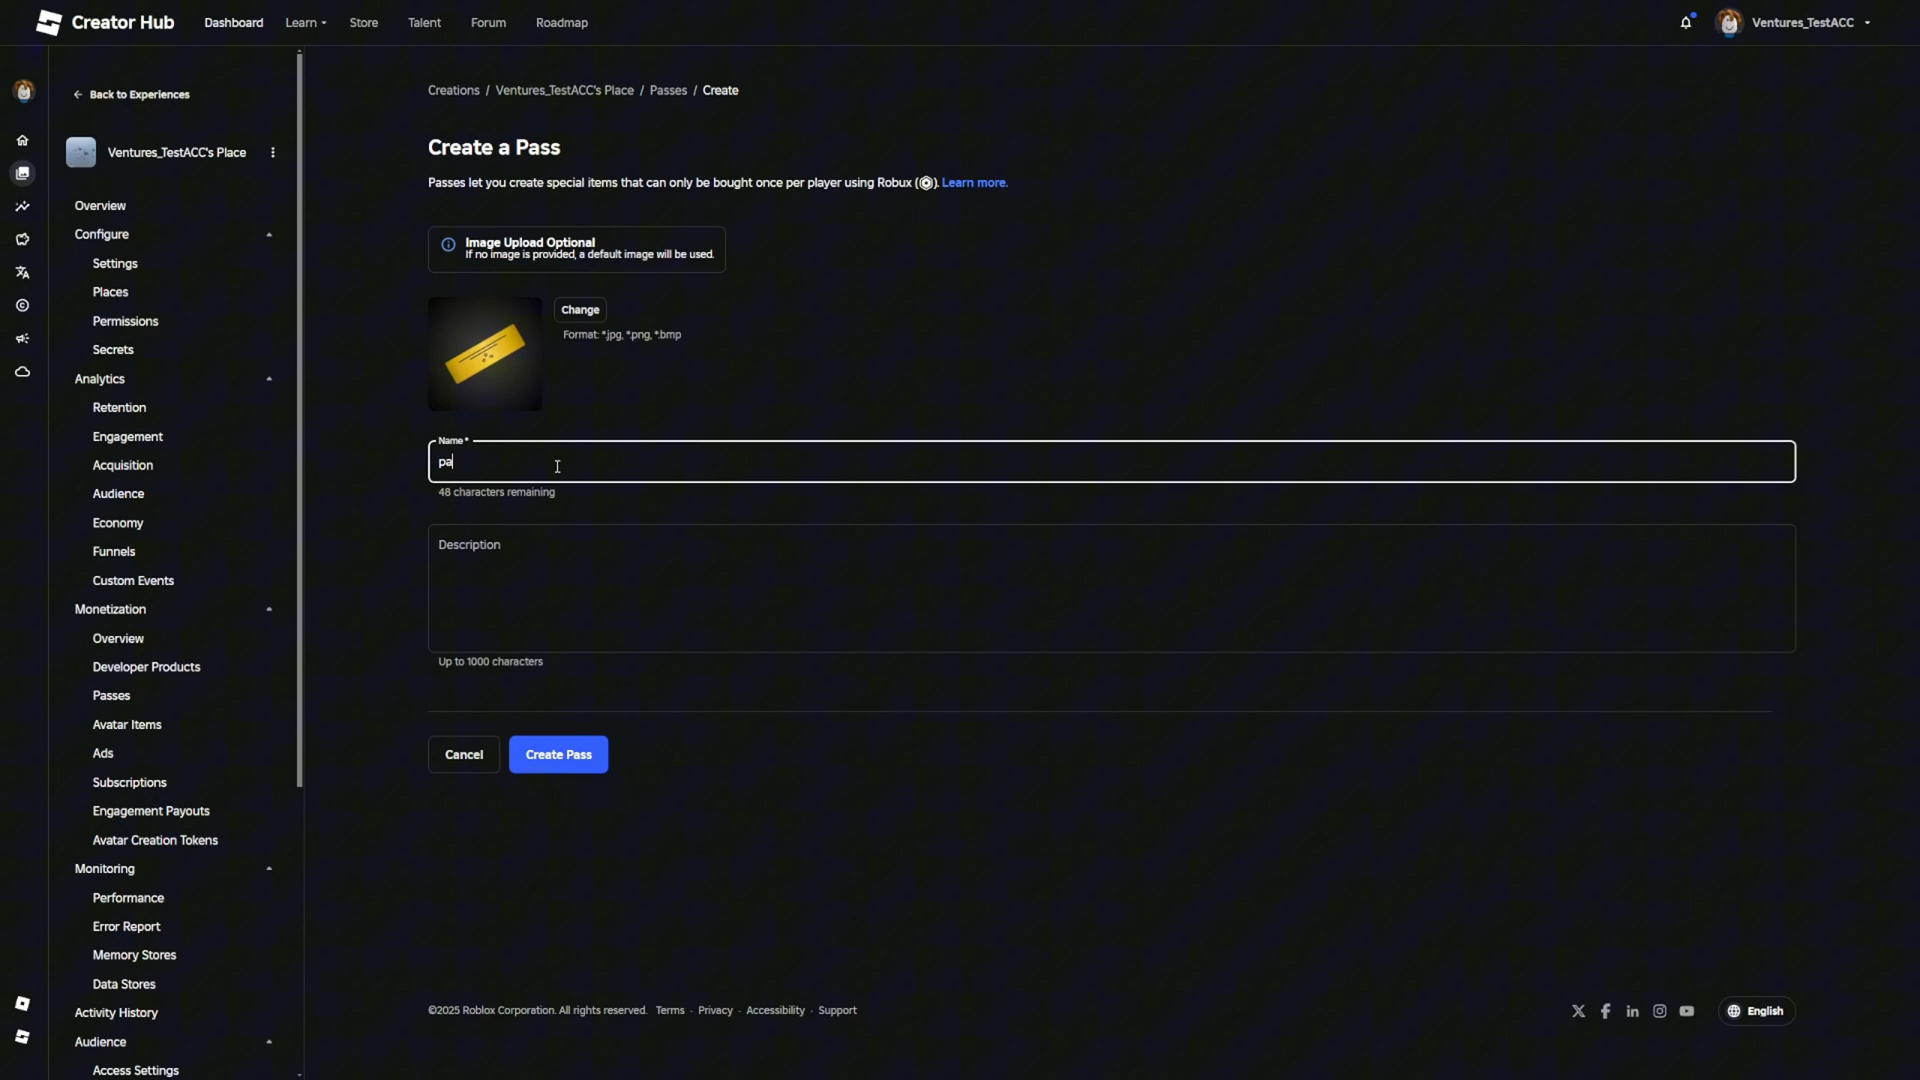 Creator Hub
Dashboard
Learn
Store
Talent
Forum
Roadmap
Ventures_TestACC
Back to Experiences
Ventures_TestACC's Place
Overview
Configure
Settings
Places
Permissions
Secrets
Analytics
Retention
Engagement
Acquisition
Audience
Economy
Funnels
Custom Events
Monetization
Overview
Developer Products
Passes
Avatar Items
Ads
Subscriptions
Engagement Payouts
Avatar Creation Tokens
Monitoring
Performance
Error Report
Memory Stores
Data Stores
Activity History
Audience
Access Settings
Creations / Ventures_TestACC's Place / Passes / Create
Create a Pass
Passes let you create special items that can only be bought once per player using Robux (). Learn more.
Image Upload Optional
If no image is provided, a default image will be used.
Change
Format: *.jpg, *.png, *.bmp
Name*
pa
48 characters remaining
Description
Up to 1000 characters
Cancel
Create Pass
©2025 Roblox Corporation. All rights reserved. Terms · Privacy · Accessibility · Support
English